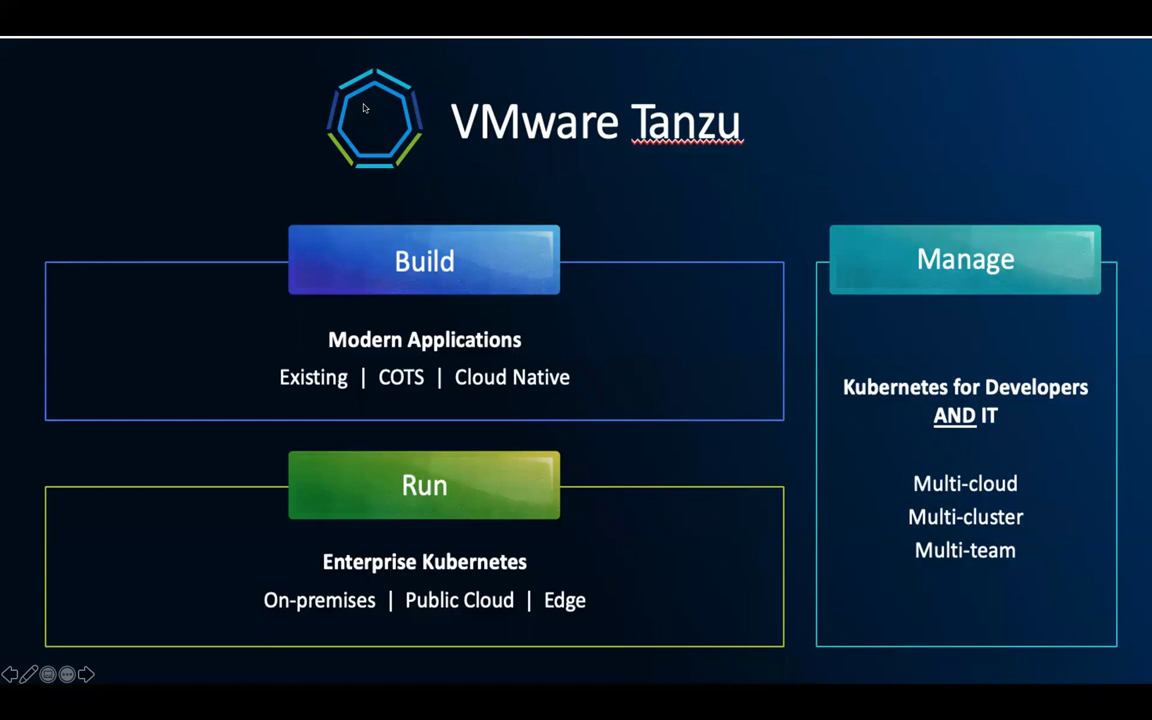 VMware Tanzu
Build
Modern Applications
Existing | COTS | Cloud Native
Run
Enterprise Kubernetes
On-premises | Public Cloud | Edge
Manage
Kubernetes for Developers
AND IT
Multi-cloud
Multi-cluster
Multi-team